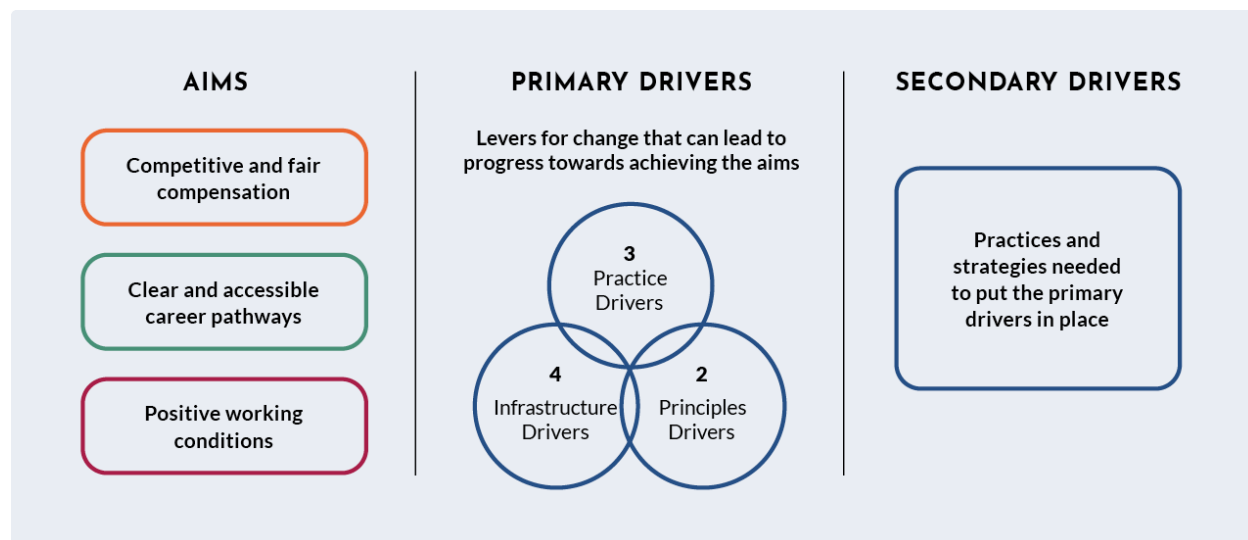 AIMS
Competitive and fair
compensation
Clear and accessible
career pathways
Positive working
conditions
PRIMARY DRIVERS
Levers for change that can lead to
progress towards achieving the aims
3
Practice
Drivers
4
Infrastructure
Drivers
2
Principles
Drivers
SECONDARY DRIVERS
Practices and
strategies needed
to put the primary
drivers in place